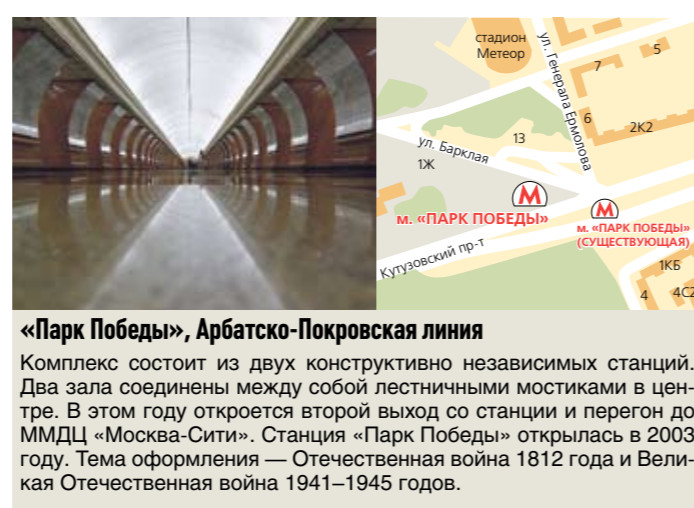 стадион
Метеор
ул. Генерала Ермолова
5
7
6
2К2
13
ул. Барклая
1Ж
М
м. «ПАРК ПОБЕДЫ»
М
м. «ПАРК ПОБЕДЫ»
(СУЩЕСТВУЮЩАЯ)
Кутузовский пр-т
1КБ
4
4С2
«Парк Победы», Арбатско-Покровская линия
Комплекс состоит из двух конструктивно независимых станций.
Два зала соединены между собой лестничными мостиками в цен-
тре. В этом году откроется второй выход со станции и перегон до
ММДЦ «Москва-Сити». Станция «Парк Победы» открылась в 2003
году. Тема оформления — Отечественная война 1812 года и Вели-
кая Отечественная война 1941–1945 годов.